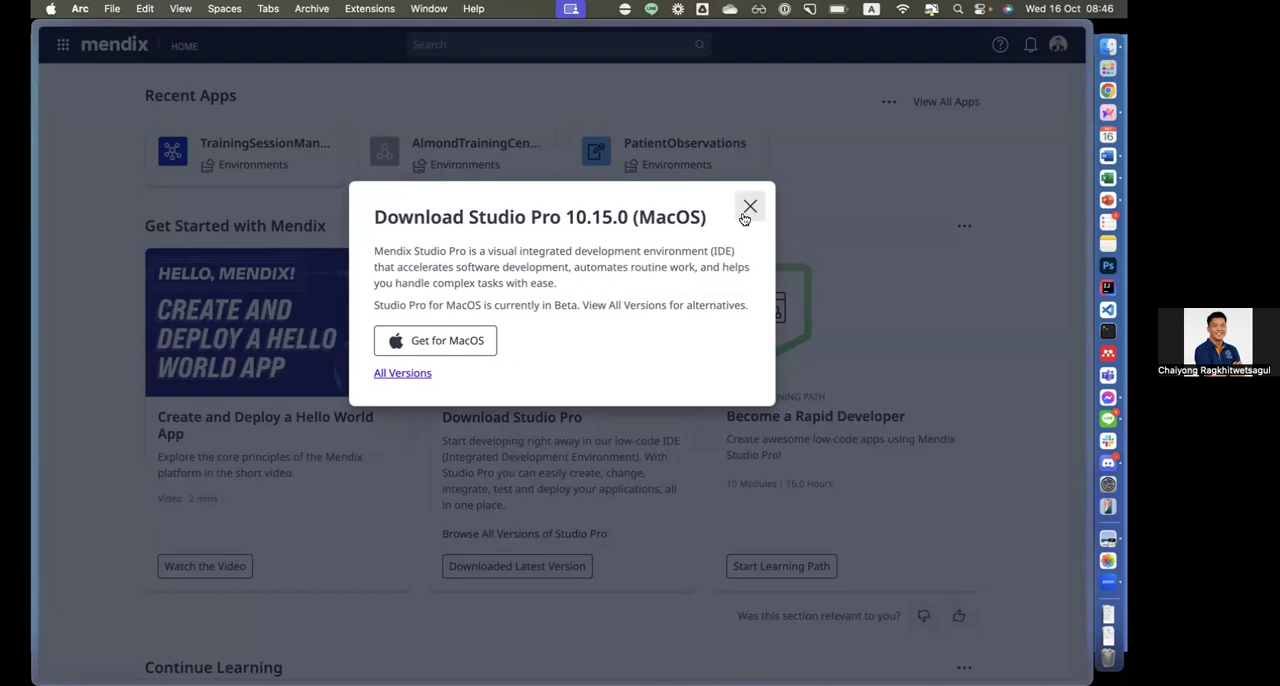 Arc File Edit View Spaces Tabs Archive Extensions Window Help A Wed 16 Oct 08:46
mendix HOME Search
Recent Apps
View All Apps
TrainingSessionMan...
Environments
AlmondTrainingCen...
Environments
PatientObservations
Environments
Get Started with Mendix
HELLO, MENDIX!
CREATE AND
DEPLOY A HELLO
WORLD APP
Download Studio Pro 10.15.0 (MacOS)
Mendix Studio Pro is a visual integrated development environment (IDE)
that accelerates software development, automates routine work, and helps
you handle complex tasks with ease.
Studio Pro for MacOS is currently in Beta. View All Versions for alternatives.
Get for MacOS
All Versions
Create and Deploy a Hello World
App
Explore the core principles of the Mendix
platform in the short video.
Video · 2 mins
Watch the Video
Download Studio Pro
Start developing right away in our low-code IDE
(Integrated Development Environment). With
Studio Pro you can easily create, change,
integrate, test and deploy your applications, all
in one place.
Browse All Versions of Studio Pro
Downloaded Latest Version
NING PATH
Become a Rapid Developer
Create awesome low-code apps using Mendix
Studio Pro!
10 Modules | 16.0 Hours
Start Learning Path
Was this section relevant to you?
Continue Learning
16
Ps
Chaiyong Ragkhitwetsagul